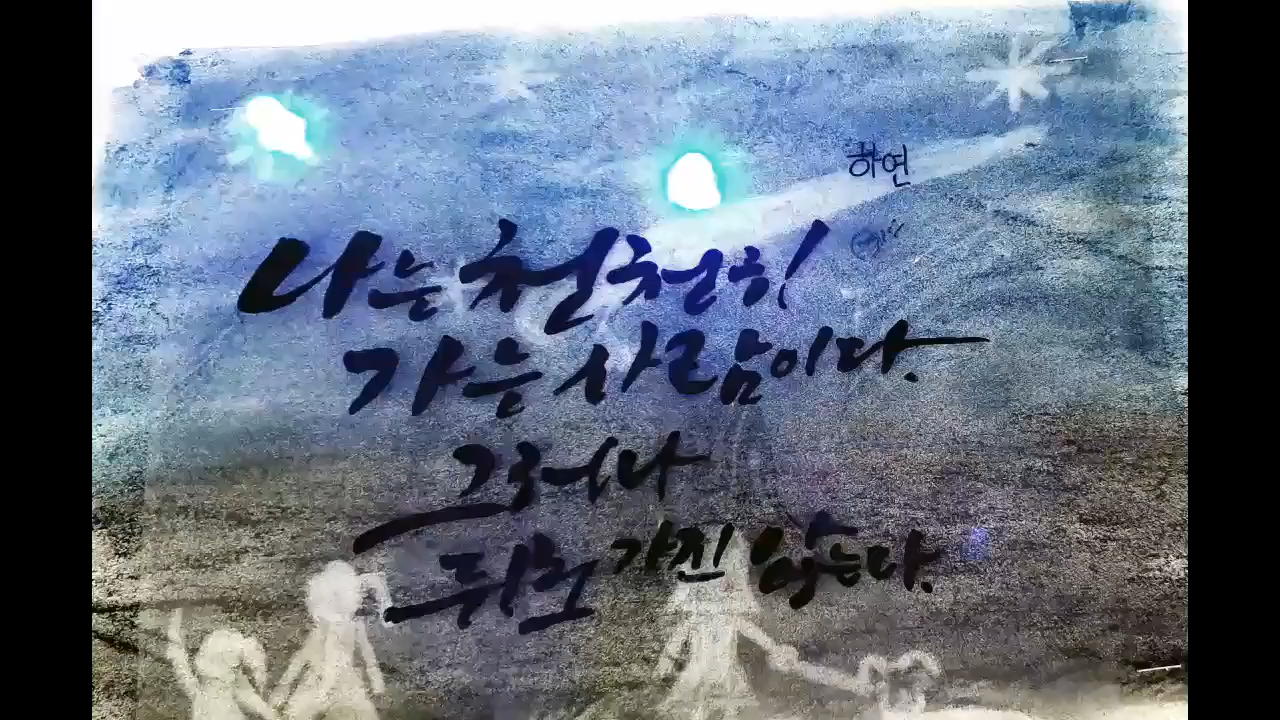 하연
나는 천천히
가는 사람이다.
그러나
뒤로 가진 않는다.